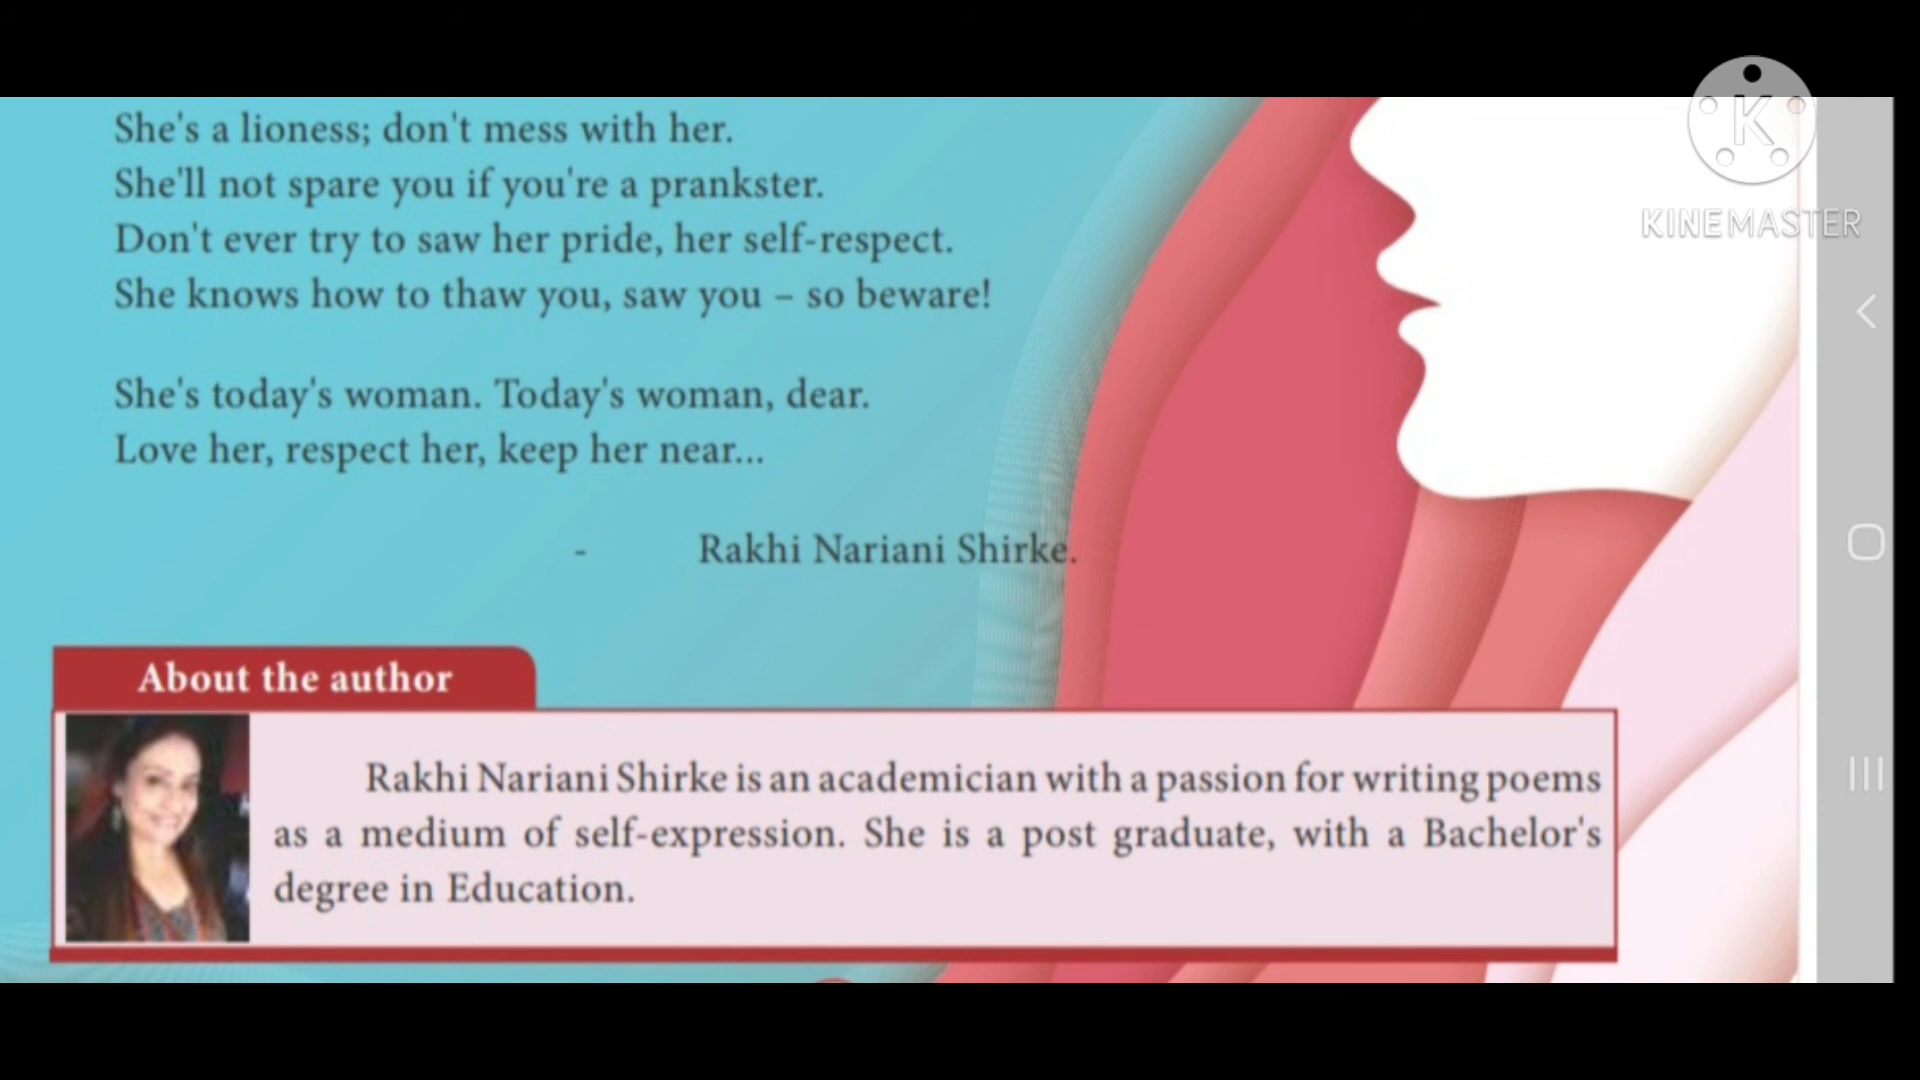 She's a lioness; don't mess with her.
She'll not spare you if you're a prankster.
Don't ever try to saw her pride, her self-respect.
She knows how to thaw you, saw you – so beware!
She's today's woman. Today's woman, dear.
Love her, respect her, keep her near...
- Rakhi Nariani Shirke.
About the author
Rakhi Nariani Shirke is an academician with a passion for writing poems
as a medium of self-expression. She is a post graduate, with a Bachelor's
degree in Education.
K
KINEMASTER